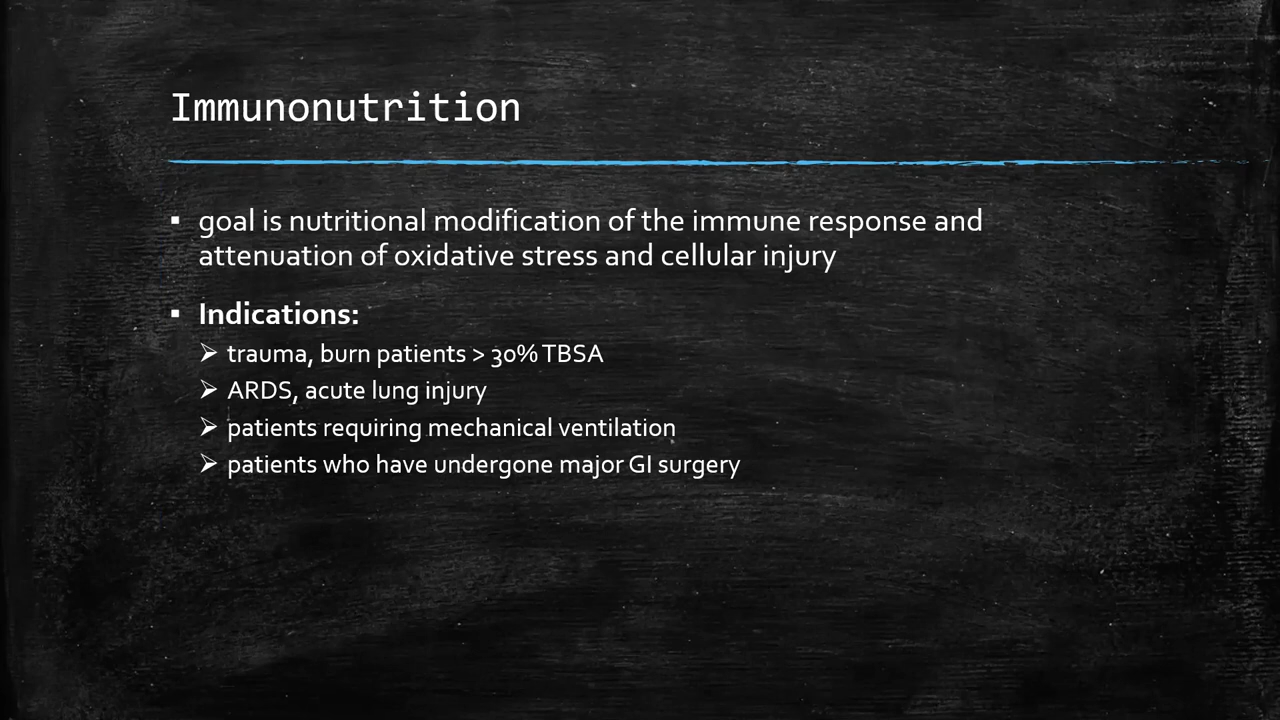 Immunonutrition
▪ goal is nutritional modification of the immune response and
attenuation of oxidative stress and cellular injury
▪ Indications:
➢ trauma, burn patients > 30% TBSA
➢ ARDS, acute lung injury
➢ patients requiring mechanical ventilation
➢ patients who have undergone major GI surgery